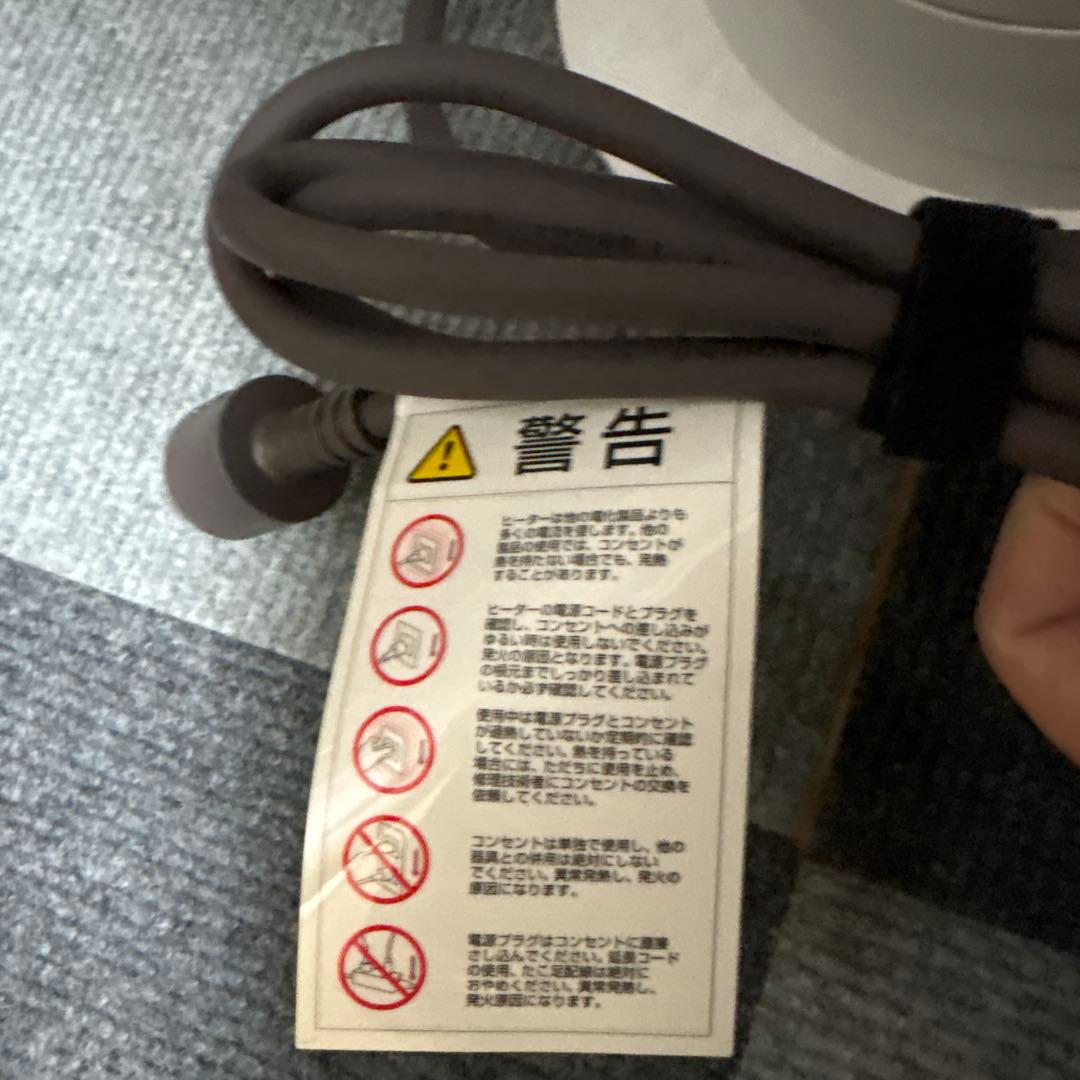 警告
ヒーターは他の電化製品よりも
多くの電流を要します。他の
製品の使用では、コンセントが
熱を持たない場合でも、発熱
することがあります。
ヒーターの電源コードとプラグを
確認し、コンセントへの差し込みが
ゆるい時は使用しないでください。
発火の原因となります。電源プラグ
の根元までしっかり差し込まれて
いるか必ず確認してください。
使用中は電源プラグとコンセント
が過熱していないか定期的に確認
してください。熱を持っている
場合には、ただちに使用を止め、
修理技術者にコンセントの交換を
依頼してください。
コンセントは単独で使用し、他の
器具との併用は絶対にしない
でください。異常発熱し、発火の
原因になります。
電源プラグはコンセントに直接
さし込んでください。延長コード
の使用、たこ足配線は絶対に
おやめください。異常発熱し、
発火原因になります。